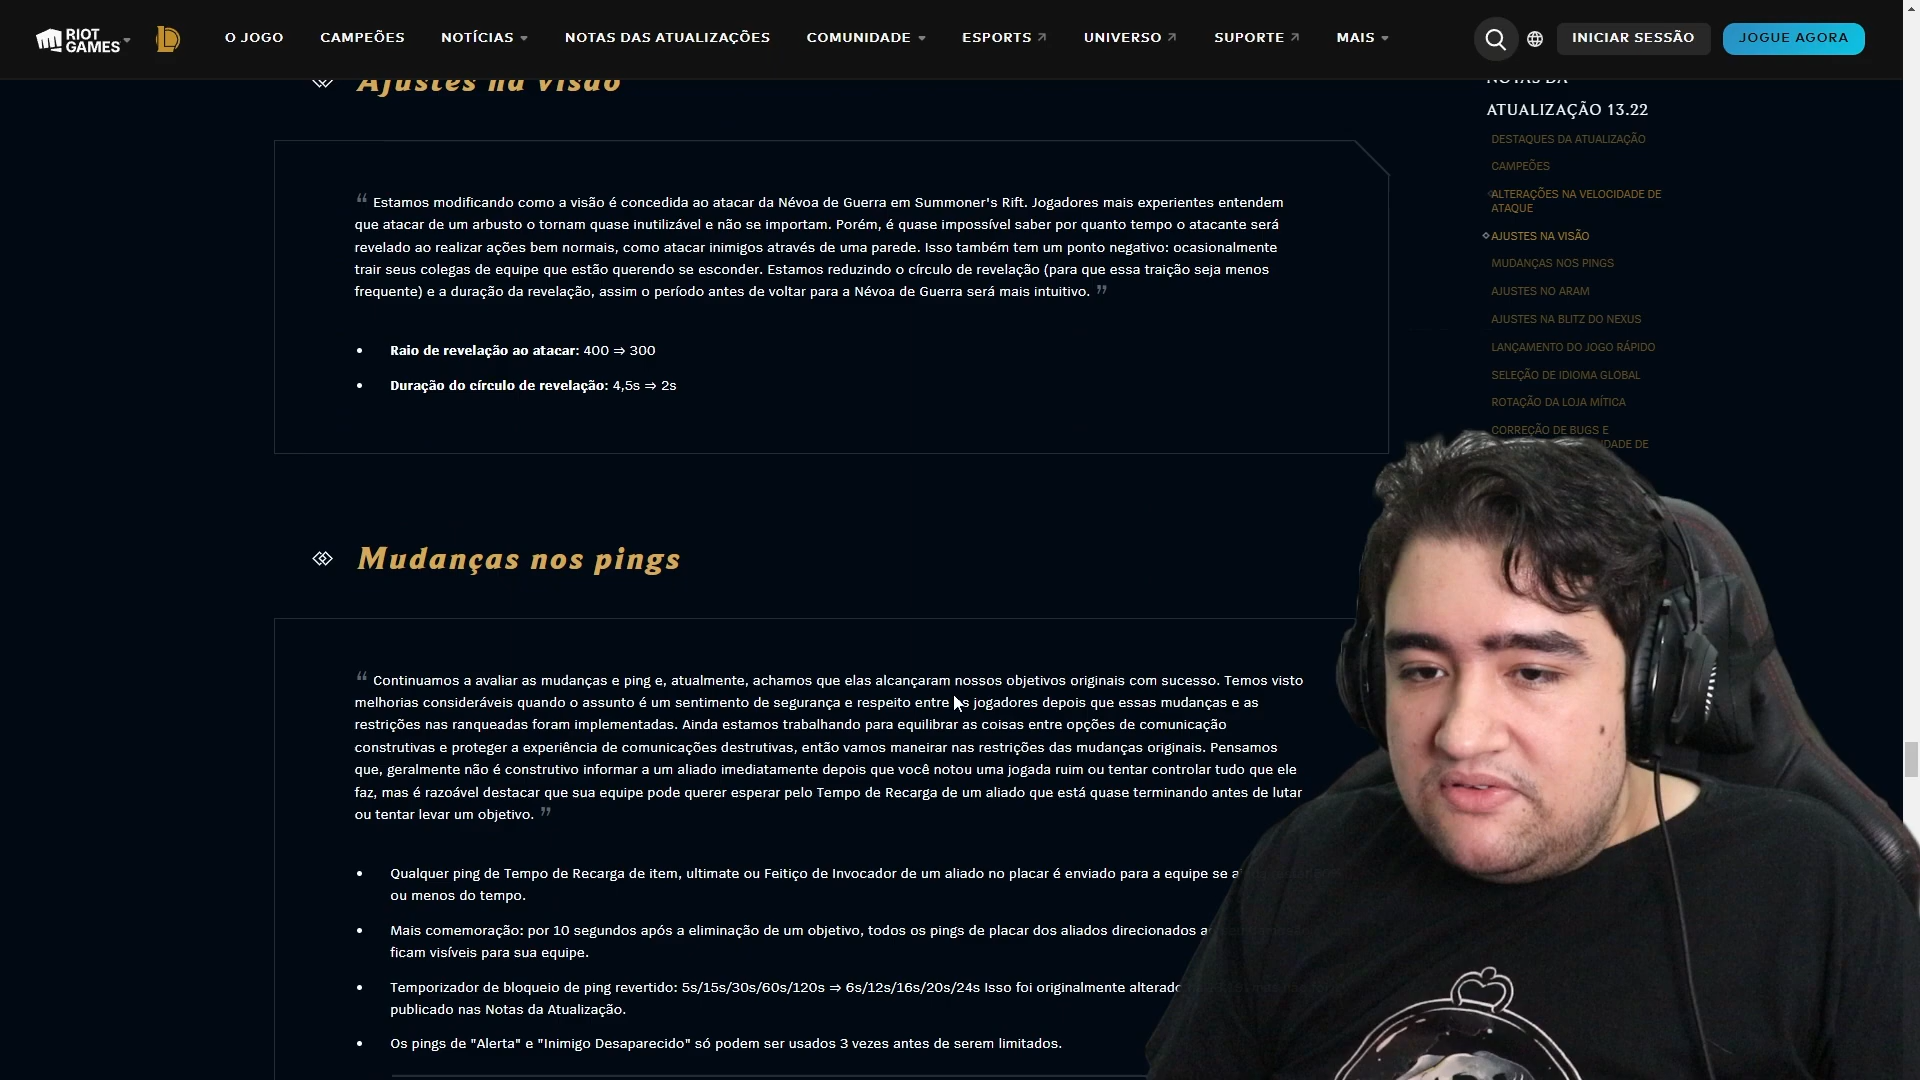 RIOT GAMES
O JOGO
CAMPEÕES
NOTÍCIAS
NOTAS DAS ATUALIZAÇÕES
COMUNIDADE
ESPORTS
UNIVERSO
SUPORTE
MAIS
INICIAR SESSÃO
JOGUE AGORA
Ajustes na visão
“ Estamos modificando como a visão é concedida ao atacar da Névoa de Guerra em Summoner's Rift. Jogadores mais experientes entendem
que atacar de um arbusto o tornam quase inutilizável e não se importam. Porém, é quase impossível saber por quanto tempo o atacante será
revelado ao realizar ações bem normais, como atacar inimigos através de uma parede. Isso também tem um ponto negativo: ocasionalmente
trair seus colegas de equipe que estão querendo se esconder. Estamos reduzindo o círculo de revelação (para que essa traição seja menos
frequente) e a duração da revelação, assim o período antes de voltar para a Névoa de Guerra será mais intuitivo. ”
• Raio de revelação ao atacar: 400 ⇒ 300
• Duração do círculo de revelação: 4,5s ⇒ 2s
Mudanças nos pings
“ Continuamos a avaliar as mudanças e ping e, atualmente, achamos que elas alcançaram nossos objetivos originais com sucesso. Temos visto
melhorias consideráveis quando o assunto é um sentimento de segurança e respeito entre os jogadores depois que essas mudanças e as
restrições nas ranqueadas foram implementadas. Ainda estamos trabalhando para equilibrar as coisas entre opções de comunicação
construtivas e proteger a experiência de comunicações destrutivas, então vamos maneirar nas restrições das mudanças originais. Pensamos
que, geralmente não é construtivo informar a um aliado imediatamente depois que você notou uma jogada ruim ou tentar controlar tudo que ele
faz, mas é razoável destacar que sua equipe pode querer esperar pelo Tempo de Recarga de um aliado que está quase terminando antes de lutar
ou tentar levar um objetivo. ”
• Qualquer ping de Tempo de Recarga de item, ultimate ou Feitiço de Invocador de um aliado no placar é enviado para a equipe se
ou menos do tempo.
• Mais comemoração: por 10 segundos após a eliminação de um objetivo, todos os pings de placar dos aliados direcionados
ficam visíveis para sua equipe.
• Temporizador de bloqueio de ping revertido: 5s/15s/30s/60s/120s ⇒ 6s/12s/16s/20s/24s Isso foi originalmente alterado
publicado nas Notas da Atualização.
• Os pings de "Alerta" e "Inimigo Desaparecido" só podem ser usados 3 vezes antes de serem limitados.
NOTAS DA
ATUALIZAÇÃO 13.22
DESTAQUES DA ATUALIZAÇÃO
CAMPEÕES
ALTERAÇÕES NA VELOCIDADE DE
ATAQUE
AJUSTES NA VISÃO
MUDANÇAS NOS PINGS
AJUSTES NO ARAM
AJUSTES NA BLITZ DO NEXUS
LANÇAMENTO DO JOGO RÁPIDO
SELEÇÃO DE IDIOMA GLOBAL
ROTAÇÃO DA LOJA MÍTICA
CORREÇÃO DE BUGS E
DE